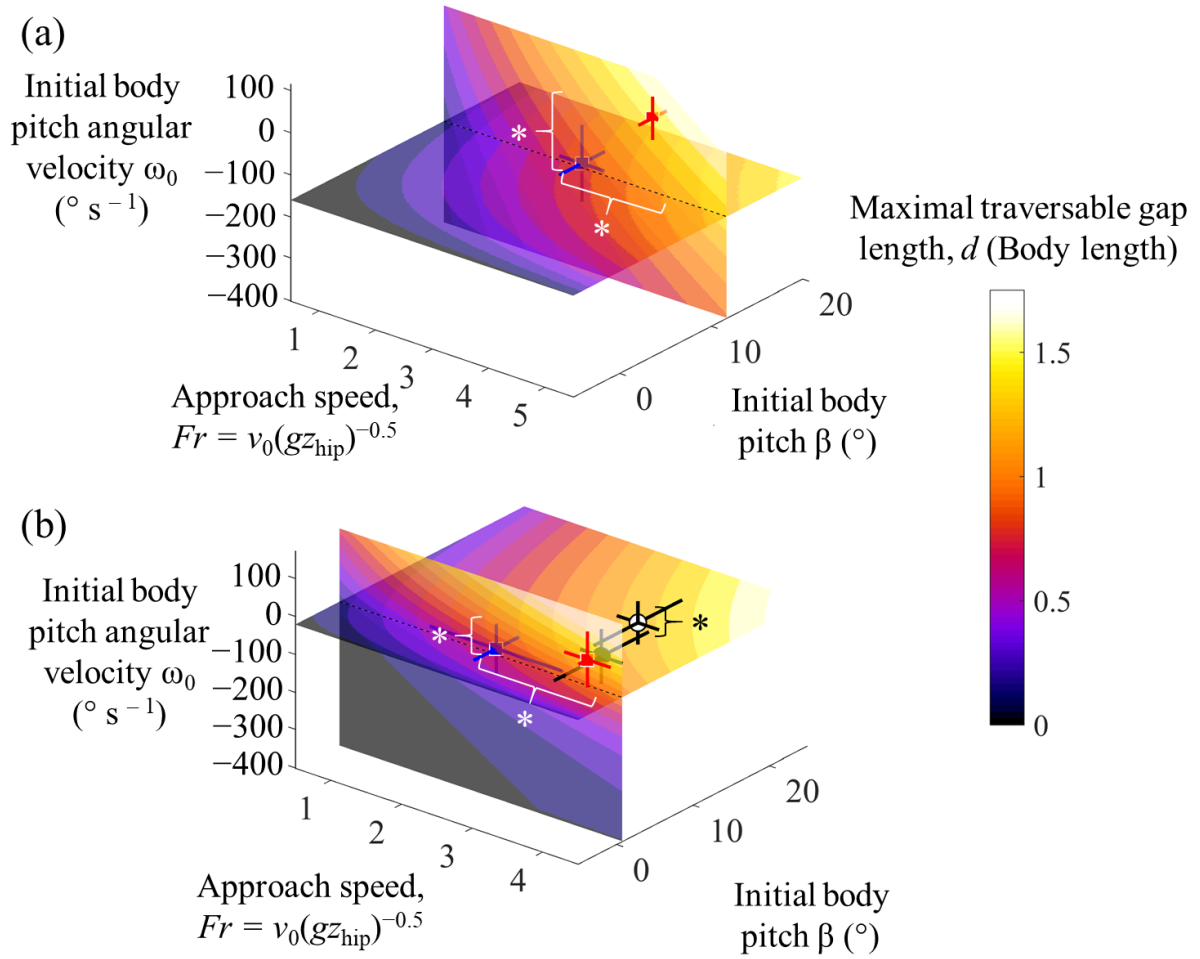 (a)
Initial body
pitch angular
velocity ω0
(° s −1)
100
0
−100
−200
−300
−400
*
*
1
2
3
4
5
0
10
20
Approach speed,
Fr = v0(gzhip)−0.5
Initial body
pitch β (°)
Maximal traversable gap
length, d (Body length)
1.5
1
0.5
0
(b)
Initial body
pitch angular
velocity ω0
(° s −1)
100
0
−100
−200
−300
−400
*
*
*
1
2
3
4
0
10
20
Approach speed,
Fr = v0(gzhip)−0.5
Initial body
pitch β (°)